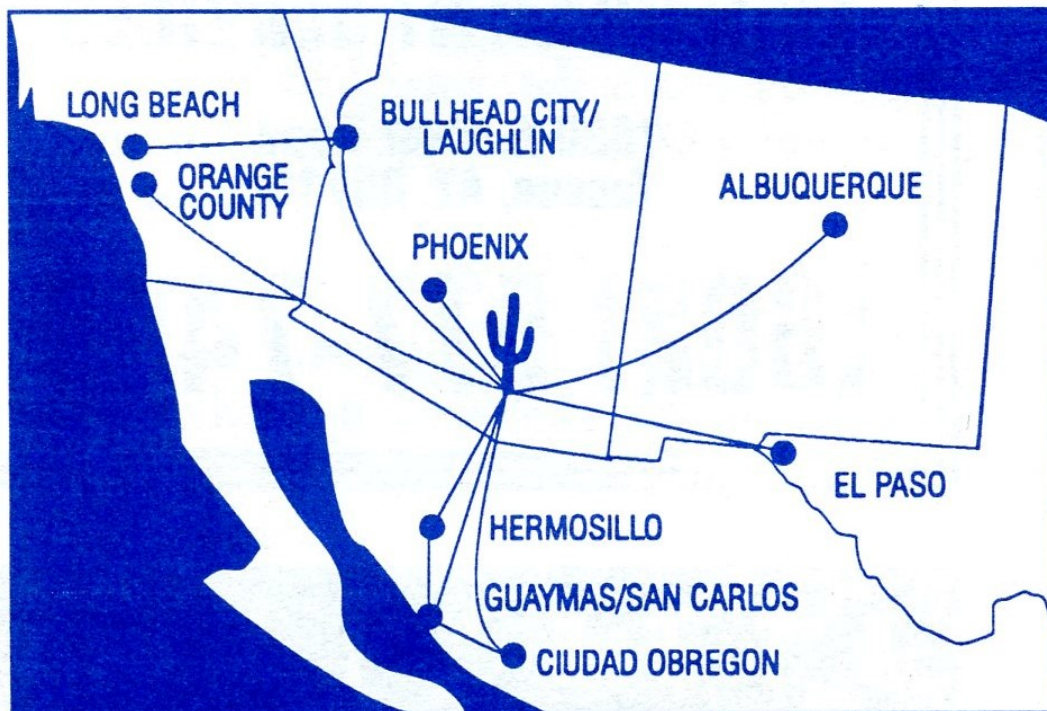 LONG BEACH
BULLHEAD CITY/
LAUGHLIN
ORANGE
COUNTY
ALBUQUERQUE
PHOENIX
EL PASO
HERMOSILLO
GUAYMAS/SAN CARLOS
CIUDAD OBREGON